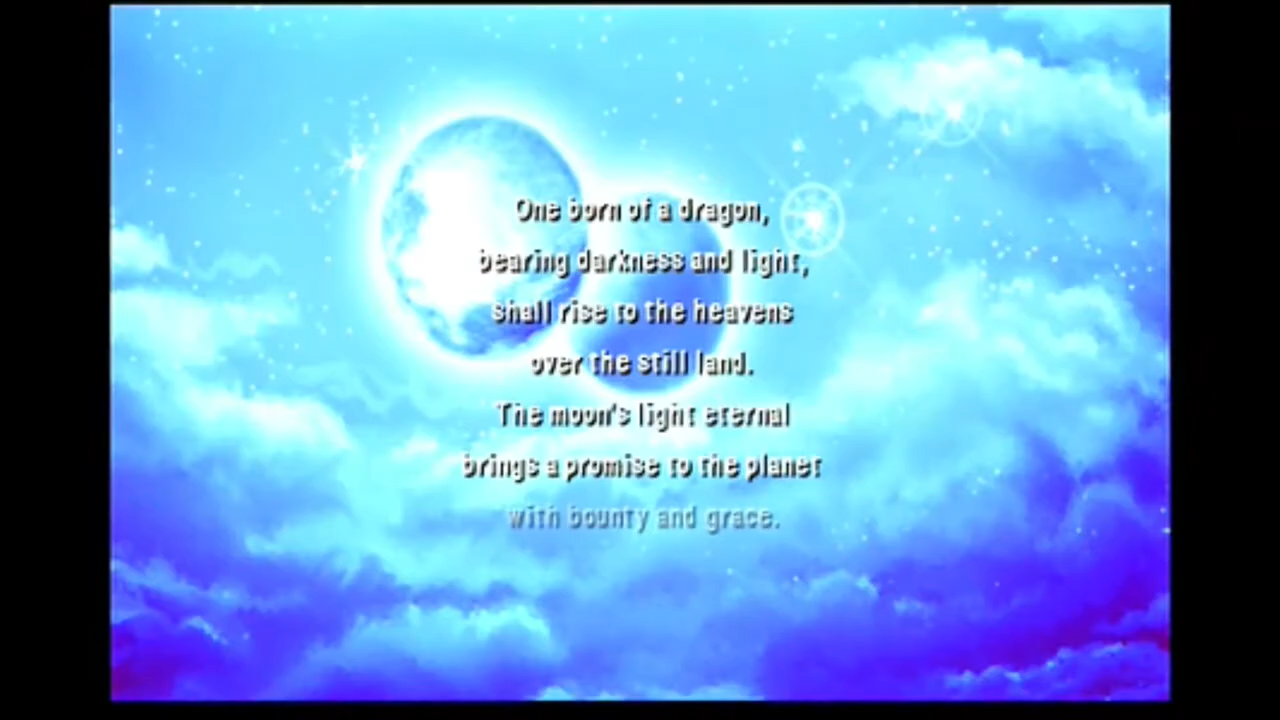 One born of a dragon,
bearing darkness and light,
shall rise to the heavens
over the still land.
The moon's light eternal
brings a promise to the planet
with bounty and grace.